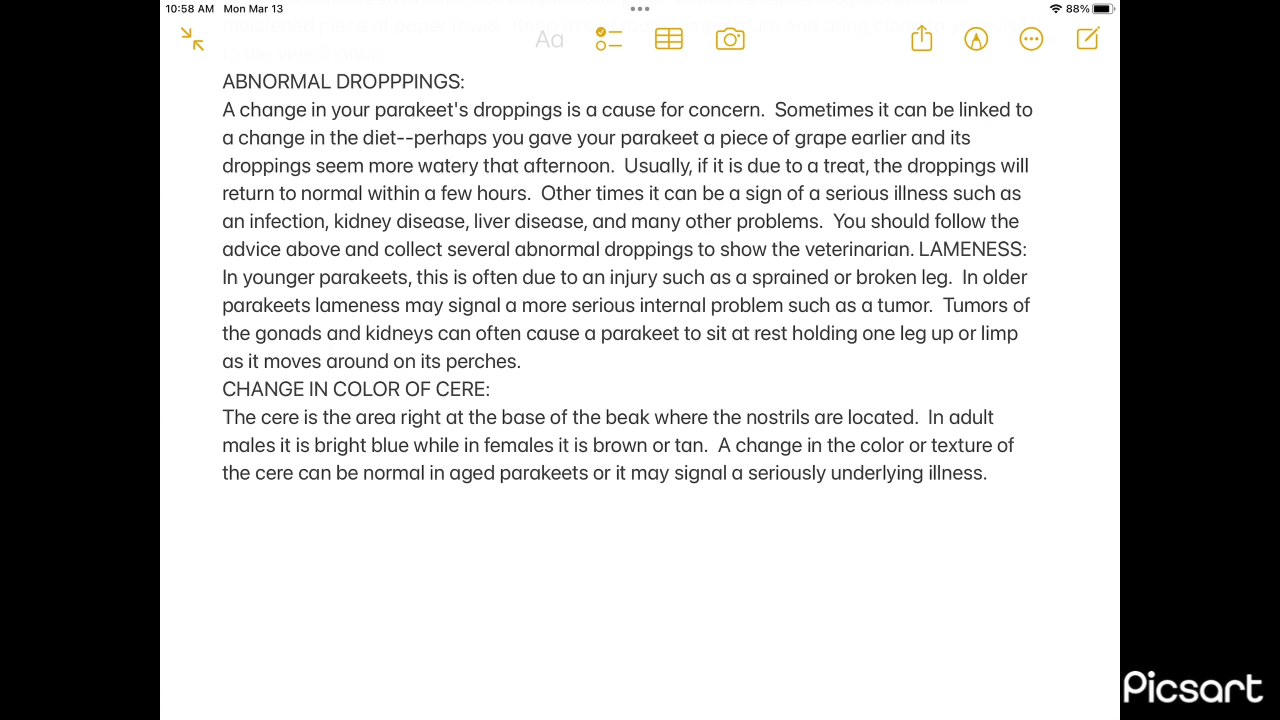 10:58 AM Mon Mar 13
88%
Aa
ABNORMAL DROPPPINGS:
A change in your parakeet's droppings is a cause for concern.  Sometimes it can be linked to
a change in the diet--perhaps you gave your parakeet a piece of grape earlier and its
droppings seem more watery that afternoon.  Usually, if it is due to a treat, the droppings will
return to normal within a few hours.  Other times it can be a sign of a serious illness such as
an infection, kidney disease, liver disease, and many other problems.  You should follow the
advice above and collect several abnormal droppings to show the veterinarian. LAMENESS:
In younger parakeets, this is often due to an injury such as a sprained or broken leg.  In older
parakeets lameness may signal a more serious internal problem such as a tumor.  Tumors of
the gonads and kidneys can often cause a parakeet to sit at rest holding one leg up or limp
as it moves around on its perches.
CHANGE IN COLOR OF CERE:
The cere is the area right at the base of the beak where the nostrils are located.  In adult
males it is bright blue while in females it is brown or tan.  A change in the color or texture of
the cere can be normal in aged parakeets or it may signal a seriously underlying illness.
Picsart